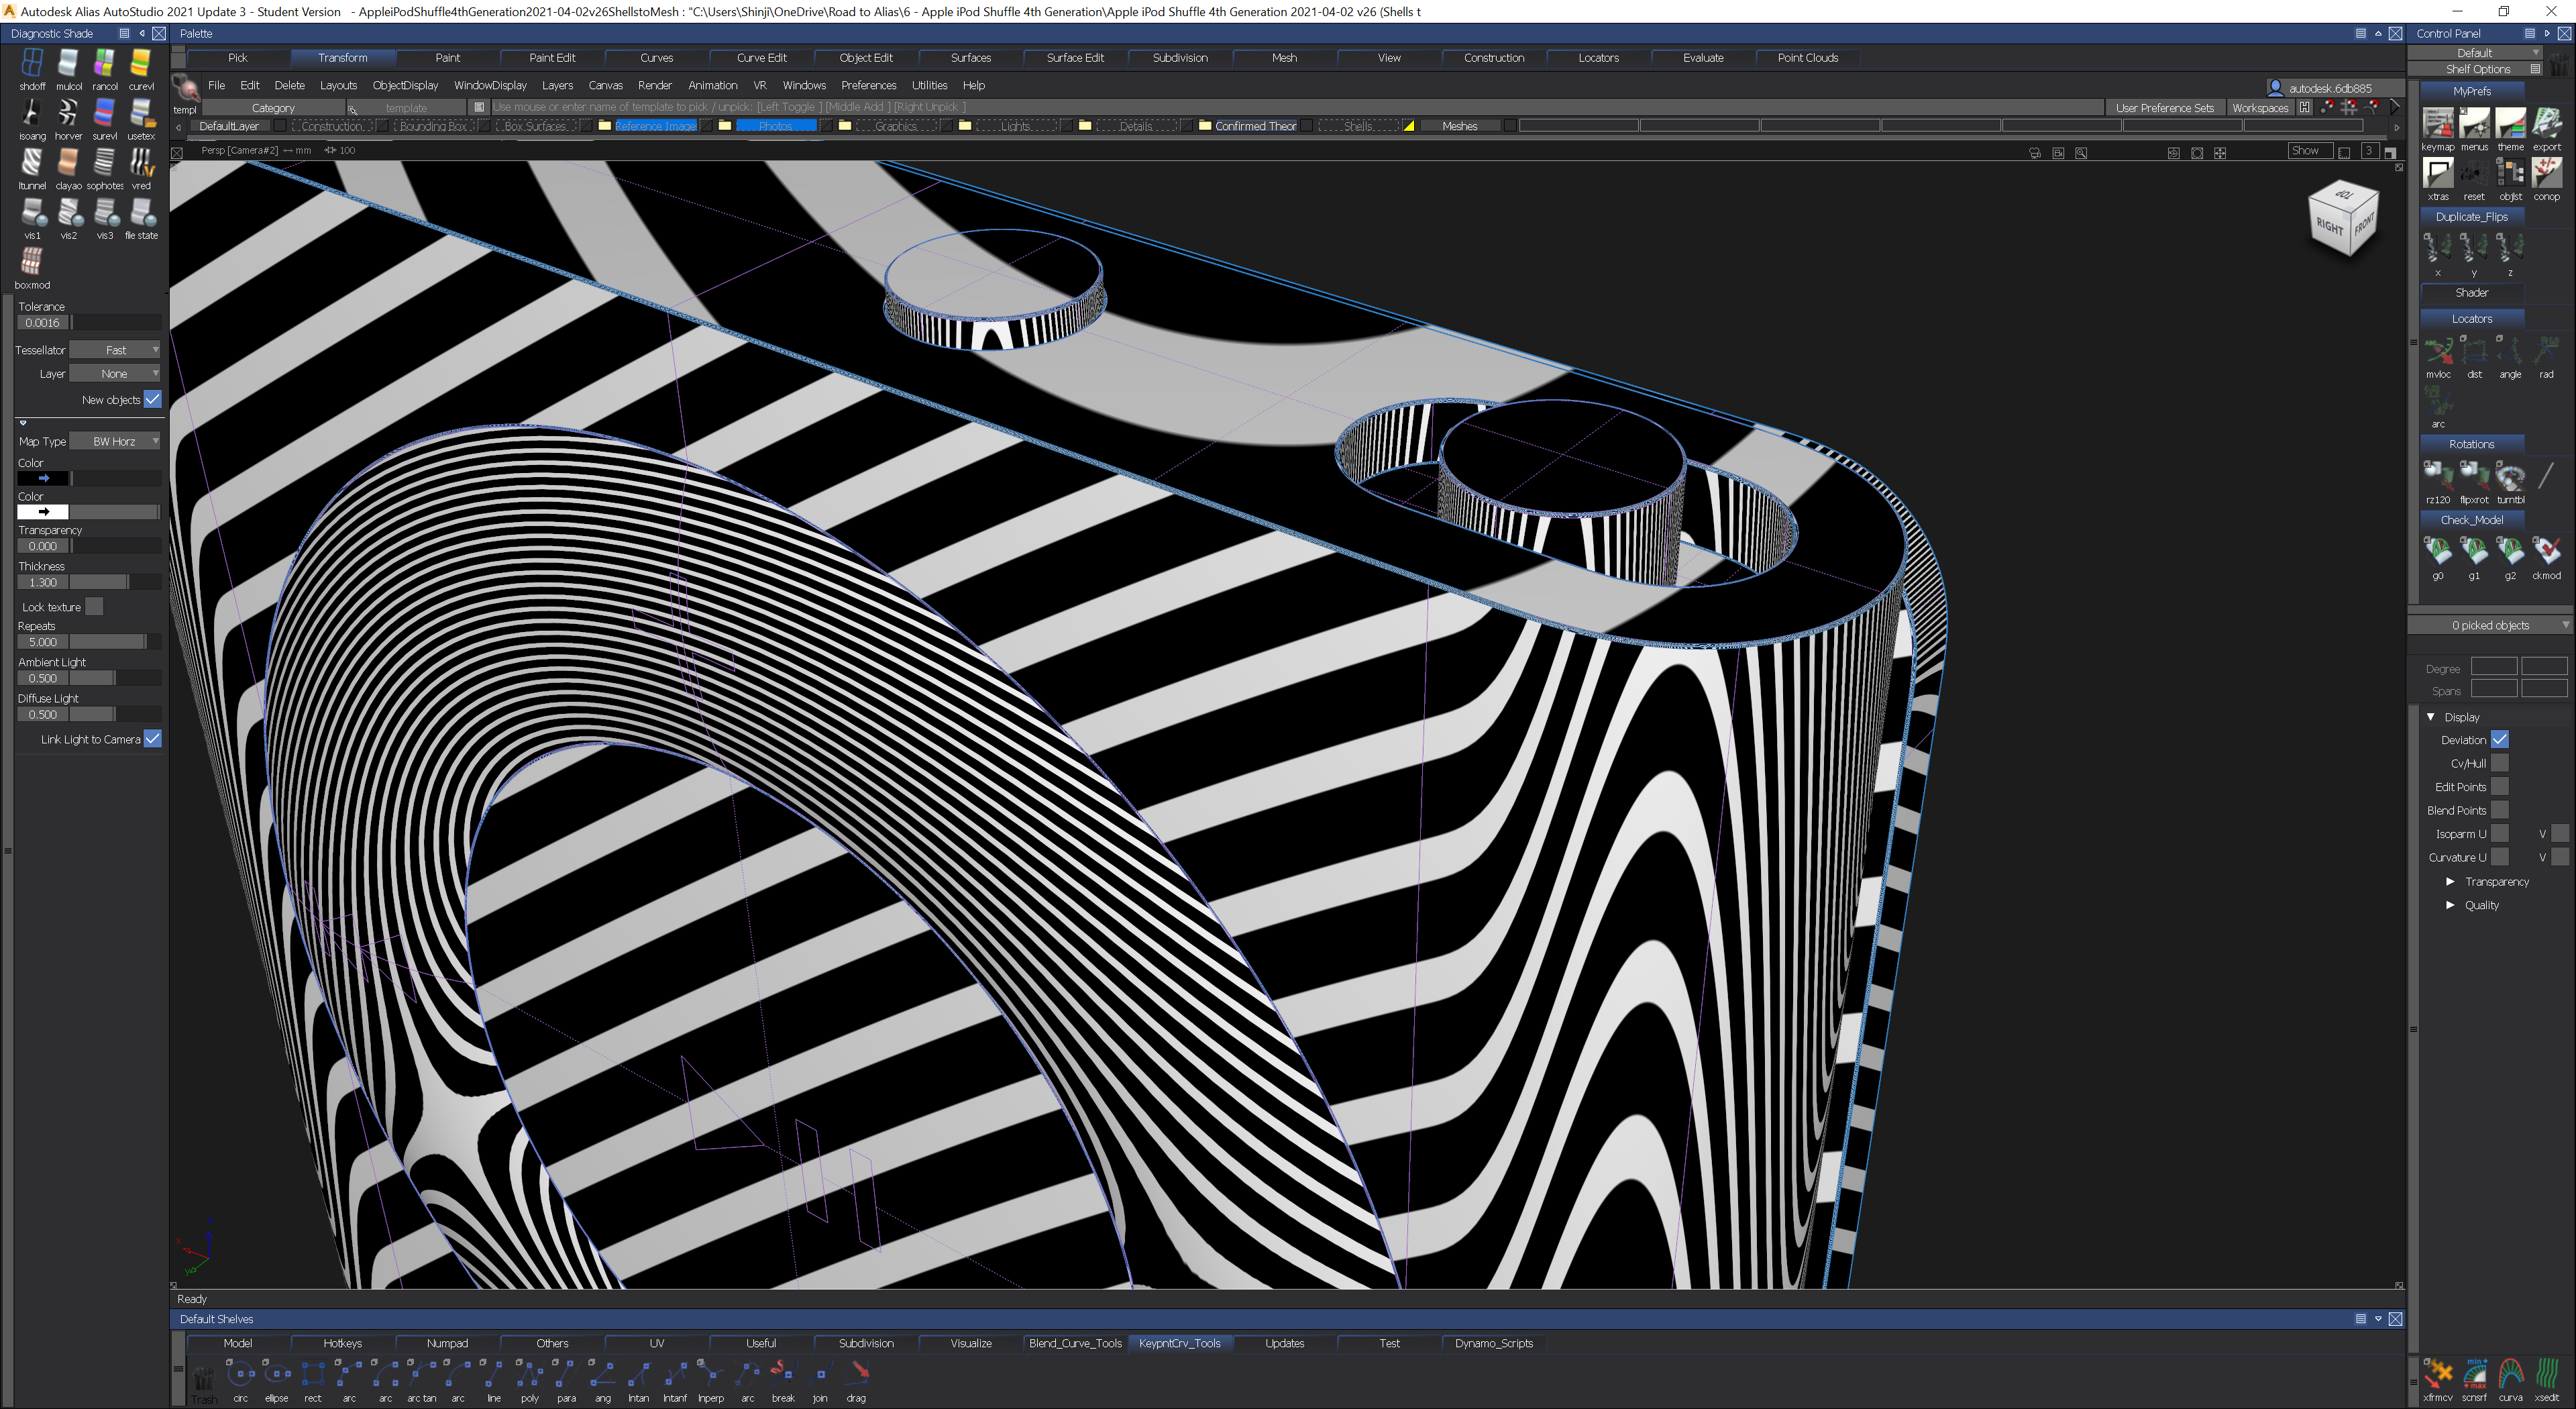 Autodesk Alias AutoStudio 2021 Update 3 - Student Version - AppleiPodShuffle4thGeneration2021-04-02v26ShellstoMesh : "C:\Users\Shinji\OneDrive\Road to Alias\6 - Apple iPod Shuffle 4th Generation\Apple iPod Shuffle 4th Generation 2021-04-02 v26 (Shells t
Diagnostic Shade
Palette
Control Panel
Pick Transform Paint Paint Edit Curves Curve Edit Object Edit Surfaces Surface Edit Subdivision Mesh View Construction Locators Evaluate Point Clouds
File Edit Delete Layouts ObjectDisplay WindowDisplay Layers Canvas Render Animation VR Windows Preferences Utilities Help
autodesk.6db885
templ
Category template Use mouse or enter name of template to pick / unpick: [Left Toggle ] [Middle Add ] [Right Unpick ]
User Preference Sets Workspaces
DefaultLayer Construction Bounding Box Box Surfaces Reference Image Photos Graphics Lights Details Confirmed Theor Shells Meshes
Persp [Camera#2] mm 100
Show 3
TOP
RIGHT
FRONT
shdoff mulcol rancol curevl
isoang horver surevl usetex
ltunnel clayao sophotes vred
vis1 vis2 vis3 file state
boxmod
Tolerance
0.0016
Tessellator Fast
Layer None
New objects
Map Type BW Horz
Color
Color
Transparency
0.000
Thickness
1.300
Lock texture
Repeats
5.000
Ambient Light
0.500
Diffuse Light
0.500
Link Light to Camera
Default
Shelf Options
MyPrefs
keymap menus theme export
xtras reset objlst conop
Duplicate_Flips
x y z
Shader
Locators
mvloc dist angle rad
arc
Rotations
rz120 flipxrot turntbl
Check_Model
g0 g1 g2 ckmod
0 picked objects
Degree
Spans
Display
Deviation
Cv/Hull
Edit Points
Blend Points
Isoparm U V
Curvature U V
Transparency
Quality
Ready
Default Shelves
Model Hotkeys Numpad Others UV Useful Subdivision Visualize Blend_Curve_Tools KeypntCrv_Tools Updates Test Dynamo_Scripts
Trash circ ellipse rect arc arc arc tan arc line poly para ang lntan lntanf lnperp arc break join drag
xfrmcv scnsrf curva xsedit